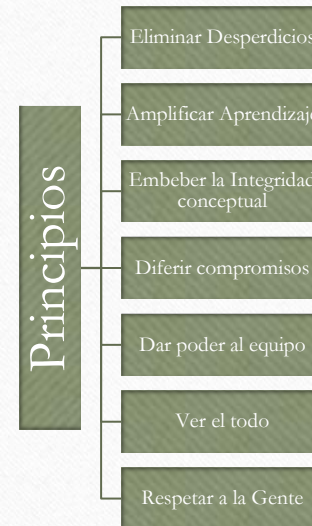 Principios
Eliminar Desperdicios
Amplificar Aprendizaje
Embeber la Integridad
conceptual
Diferir compromisos
Dar poder al equipo
Ver el todo
Respetar a la Gente